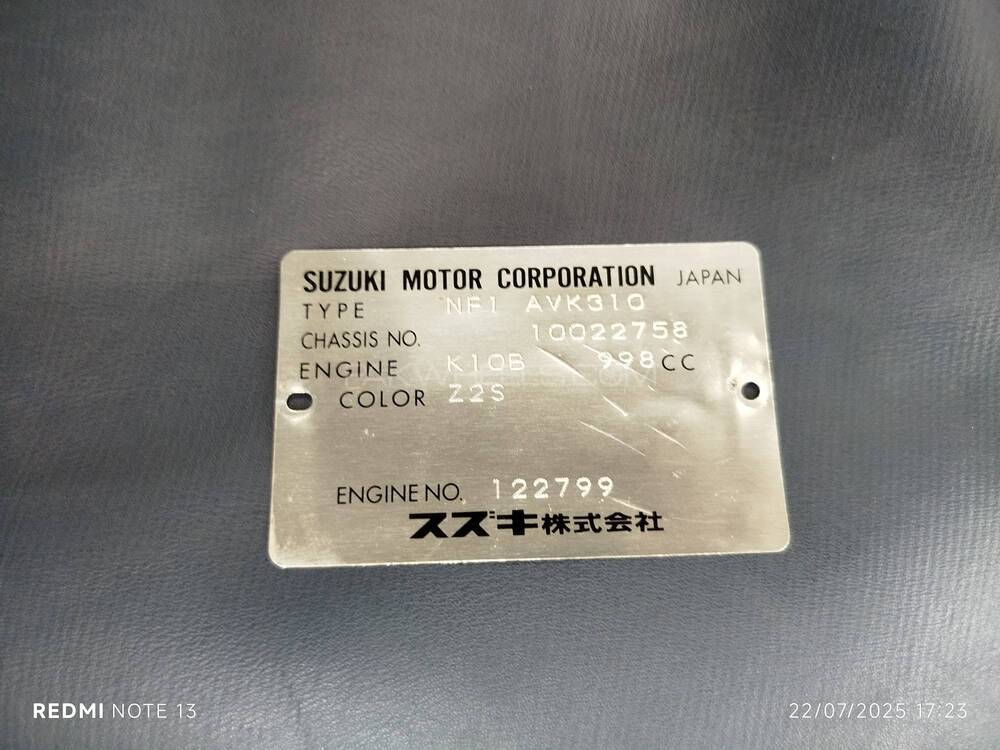 SUZUKI MOTOR CORPORATION JAPAN
TYPE NF1 AVK310
CHASSIS NO. 10022758
ENGINE K10B 998CC
COLOR Z2S
ENGINE NO. 122799
スズキ株式会社
REDMI NOTE 13
22/07/2025 17:23